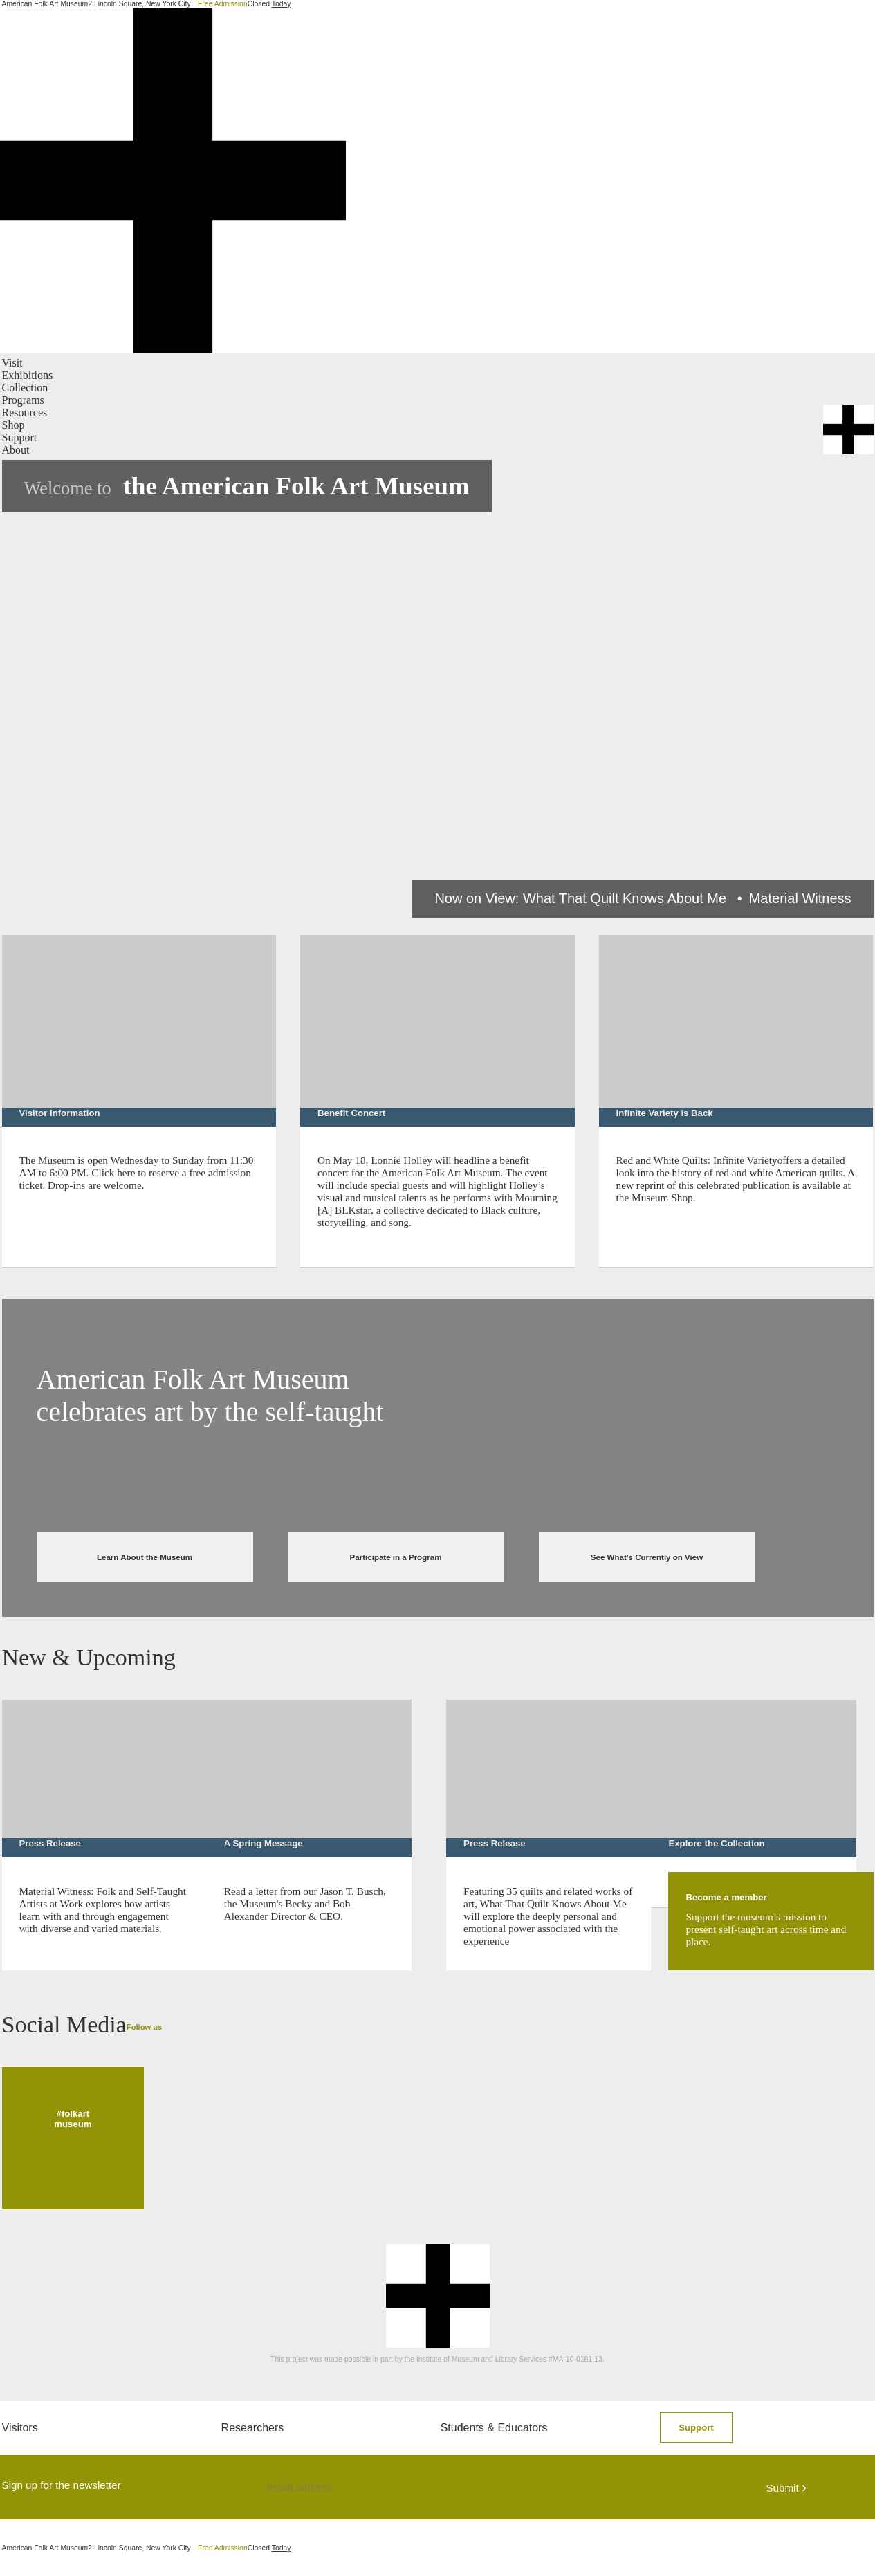 American Folk Art Museum2 Lincoln Square, New York City Free AdmissionClosed Today
Visit
Exhibitions
Collection
Programs
Resources
Shop
Support
About
Welcome to the American Folk Art Museum
Now on View: What That Quilt Knows About Me • Material Witness
Visitor Information
The Museum is open Wednesday to Sunday from 11:30
AM to 6:00 PM. Click here to reserve a free admission
ticket. Drop-ins are welcome.
Benefit Concert
On May 18, Lonnie Holley will headline a benefit
concert for the American Folk Art Museum. The event
will include special guests and will highlight Holley’s
visual and musical talents as he performs with Mourning
[A] BLKstar, a collective dedicated to Black culture,
storytelling, and song.
Infinite Variety is Back
Red and White Quilts: Infinite Varietyoffers a detailed
look into the history of red and white American quilts. A
new reprint of this celebrated publication is available at
the Museum Shop.
American Folk Art Museum
celebrates art by the self-taught
Learn About the Museum
Participate in a Program
See What's Currently on View
New & Upcoming
Press Release
Material Witness: Folk and Self-Taught
Artists at Work explores how artists
learn with and through engagement
with diverse and varied materials.
A Spring Message
Read a letter from our Jason T. Busch,
the Museum's Becky and Bob
Alexander Director & CEO.
Press Release
Featuring 35 quilts and related works of
art, What That Quilt Knows About Me
will explore the deeply personal and
emotional power associated with the
experience
Explore the Collection
Become a member
Support the museum’s mission to
present self-taught art across time and
place.
Social MediaFollow us
#folkart
museum
This project was made possible in part by the Institute of Museum and Library Services #MA-10-0181-13.
Visitors
Researchers
Students & Educators
Support
Sign up for the newsletter
email address
Submit ›
American Folk Art Museum2 Lincoln Square, New York City Free AdmissionClosed Today